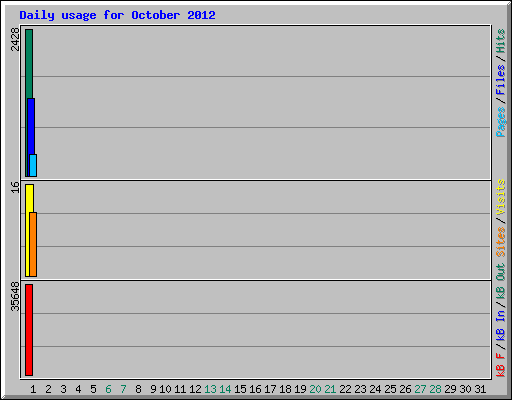 Daily usage for October 2012
2428
16
35648
Pages / Files / Hits
Sites / Visits
kB F / kB In / kB Out
1 2 3 4 5 6 7 8 9 10 11 12 13 14 15 16 17 18 19 20 21 22 23 24 25 26 27 28 29 30 31